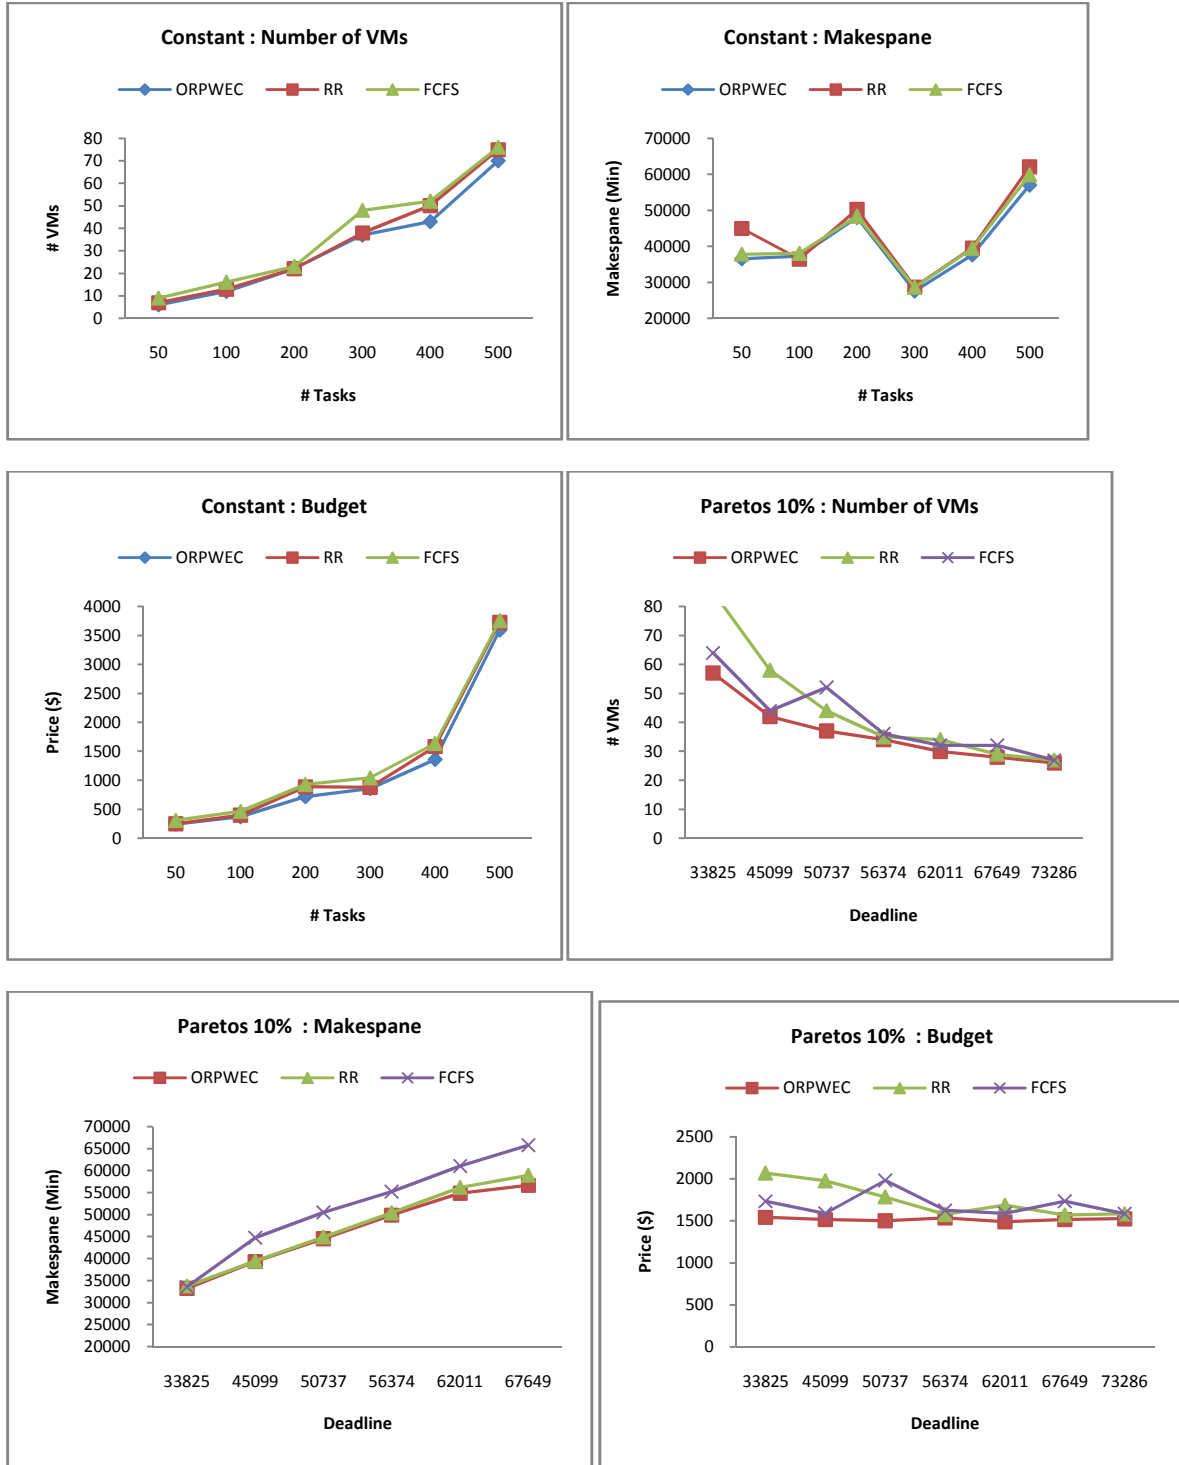 Constant : Number of VMs
ORPWEC RR FCFS
# VMs
80
70
60
50
40
30
20
10
0
50 100 200 300 400 500
# Tasks
Constant : Makespane
ORPWEC RR FCFS
Makespane (Min)
70000
60000
50000
40000
30000
20000
50 100 200 300 400 500
# Tasks
Constant : Budget
ORPWEC RR FCFS
Price ($)
4000
3500
3000
2500
2000
1500
1000
500
0
50 100 200 300 400 500
# Tasks
Paretos 10% : Number of VMs
ORPWEC RR FCFS
# VMs
80
70
60
50
40
30
20
10
0
33825 45099 50737 56374 62011 67649 73286
Deadline
Paretos 10% : Makespane
ORPWEC RR FCFS
Makespane (Min)
70000
65000
60000
55000
50000
45000
40000
35000
30000
25000
20000
33825 45099 50737 56374 62011 67649
Deadline
Paretos 10% : Budget
ORPWEC RR FCFS
Price ($)
2500
2000
1500
1000
500
0
33825 45099 50737 56374 62011 67649 73286
Deadline